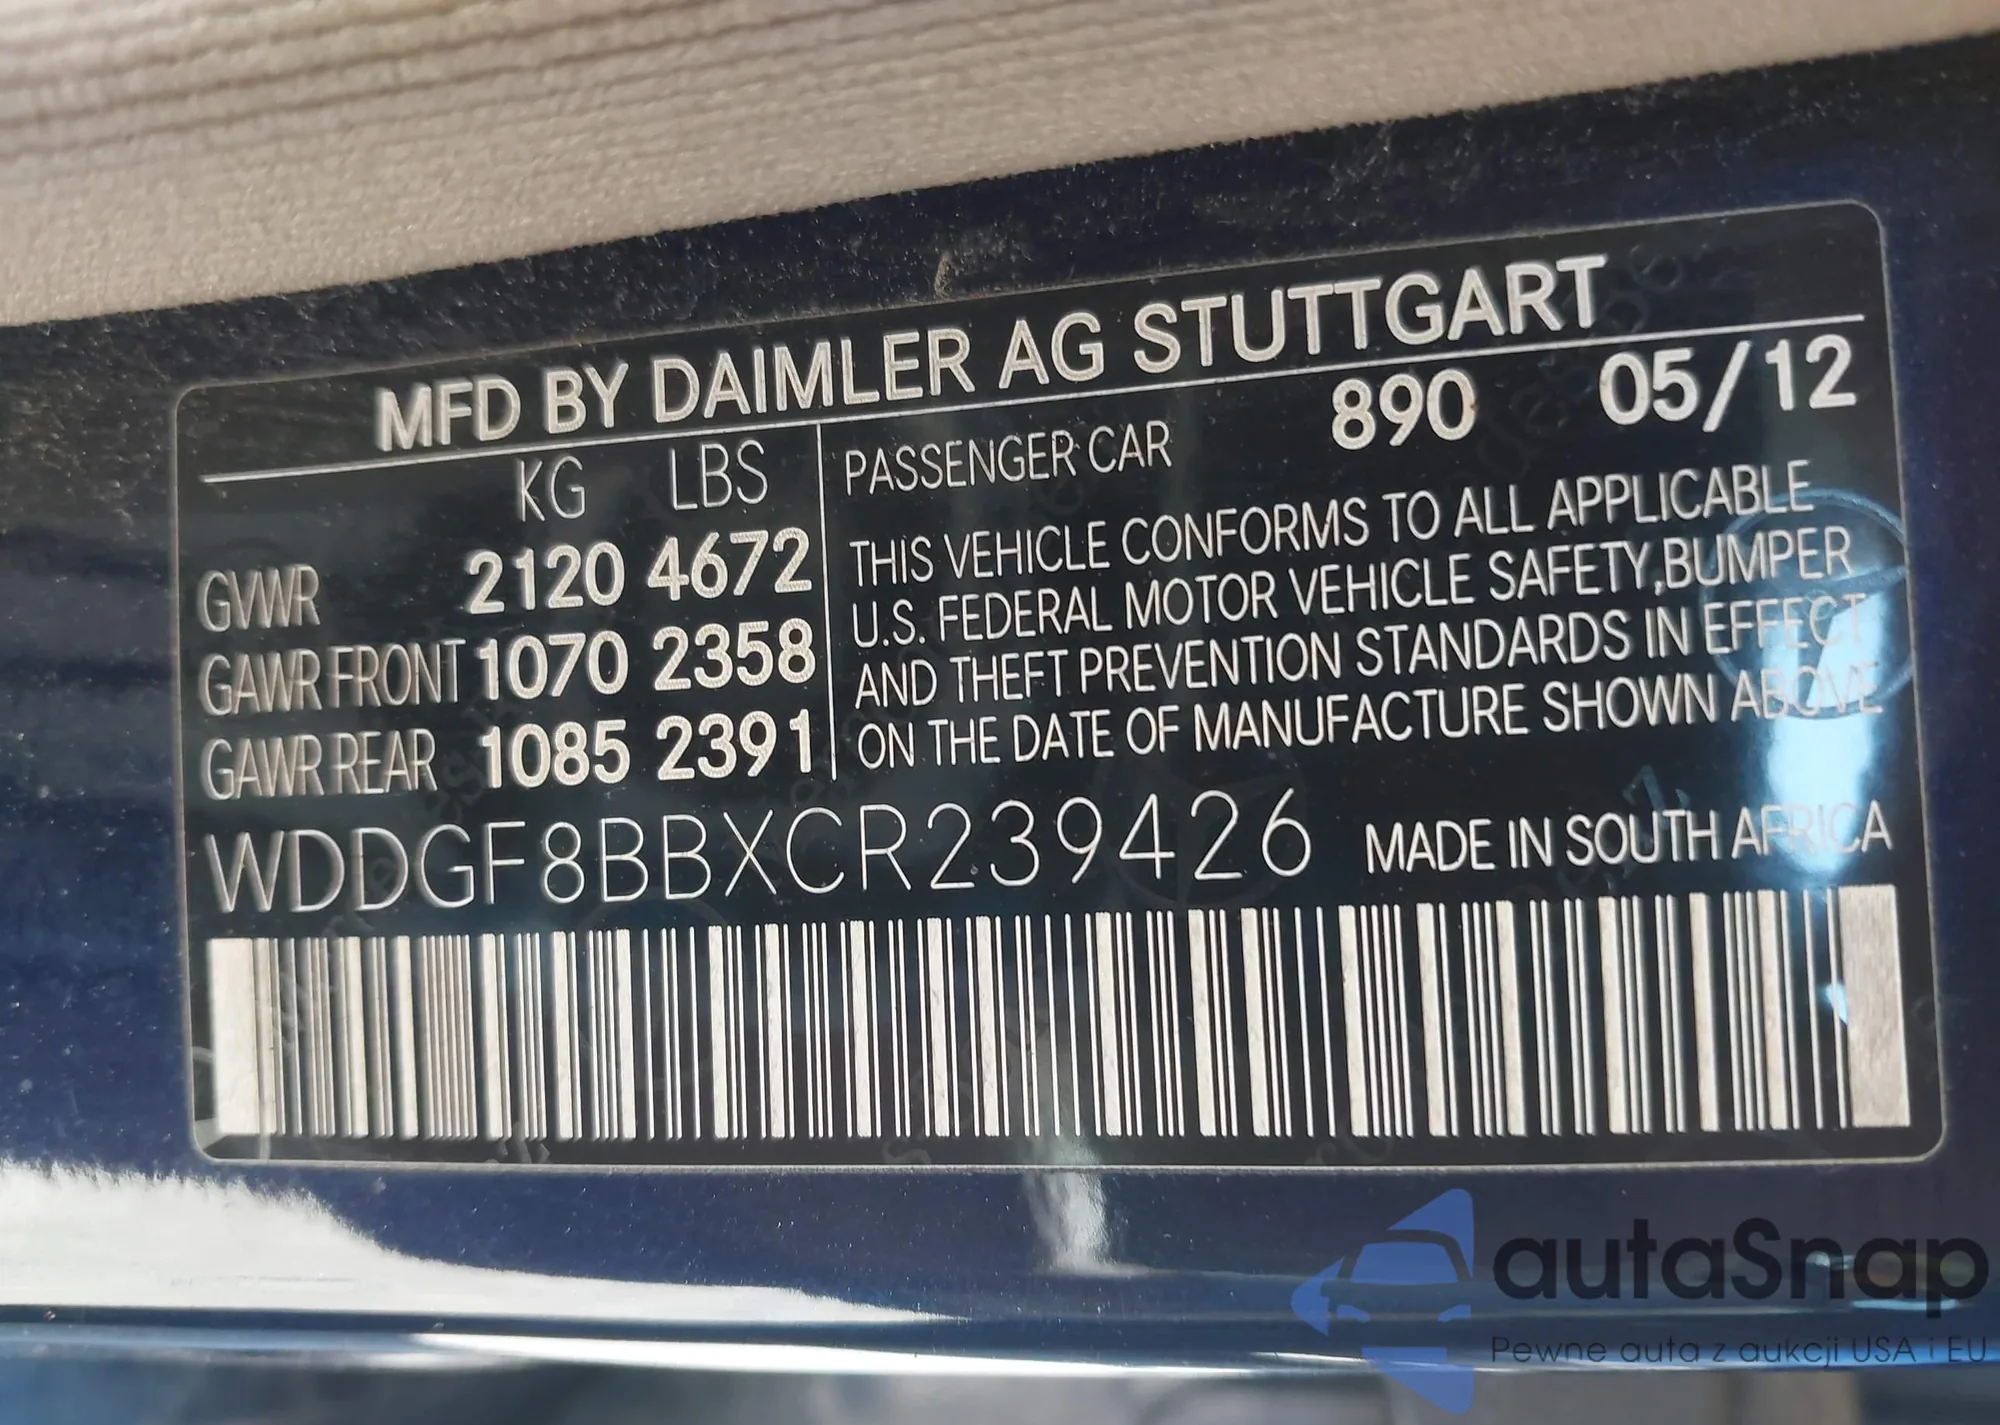 MFD BY DAIMLER AG STUTTGART
KG LBS
PASSENGER CAR 890 05/12
GVWR 2120 4672
GAWR FRONT 1070 2358
GAWR REAR 1085 2391
THIS VEHICLE CONFORMS TO ALL APPLICABLE
U.S. FEDERAL MOTOR VEHICLE SAFETY,BUMPER
AND THEFT PREVENTION STANDARDS IN EFFECT
ON THE DATE OF MANUFACTURE SHOWN ABOVE
WDDGF8BBXCR239426 MADE IN SOUTH AFRICA
autaSnap
Pewne auta z aukcji USA i EU